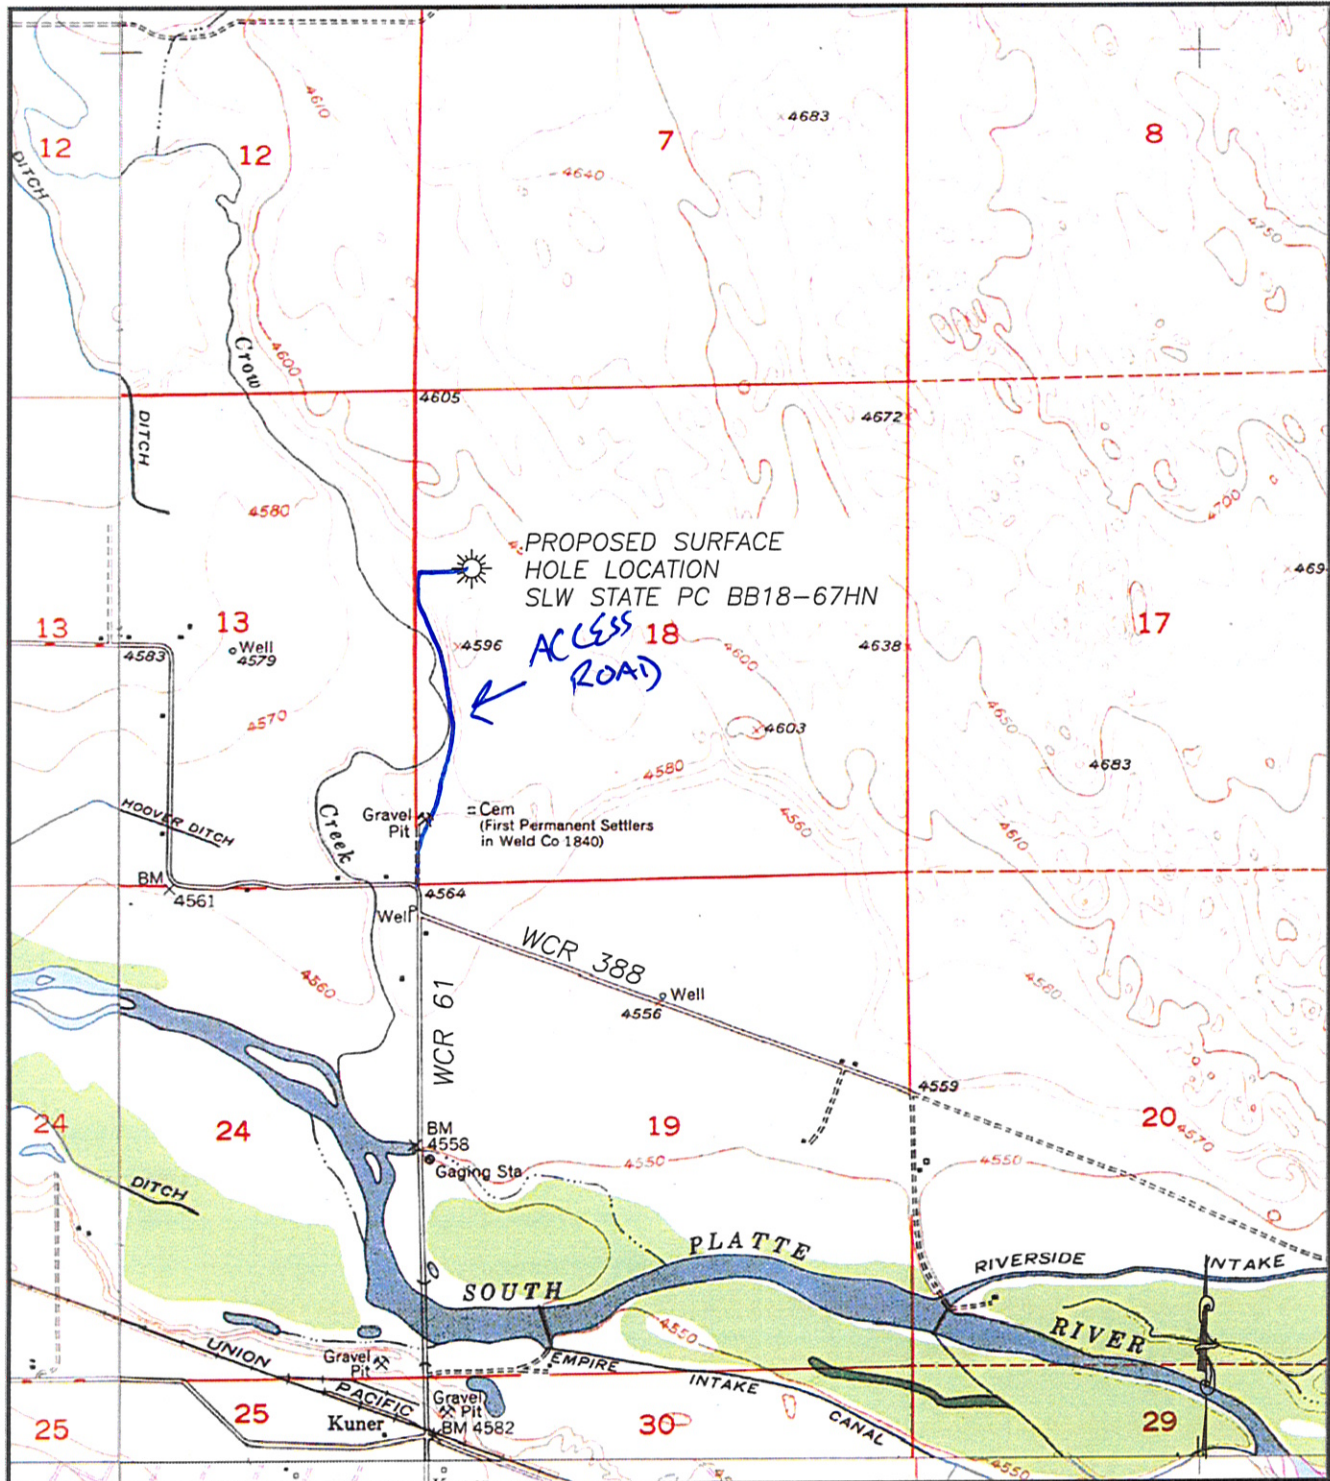 4610
4683
12
12
7
8
DITCH
4640
4750
Crow
4600
4605
4672
DITCH
4580
4700
PROPOSED SURFACE
HOLE LOCATION
SLW STATE PC BB18-67HN
469
13
13
Well
4579
4583
4596
ACCESS
ROAD
18
4600
4638
17
4570
4603
4650
4683
4580
HOOVER DITCH
Creek
Gravel
Pit
Cem
(First Permanent Settlers
in Weld Co 1840)
4560
4610
BM
4561
4564
Well
WCR 388
4560
WCR 61
Well
4556
4560
4559
24
24
BM
4558
19
20
4570
Gaging Sta
4550
4550
DITCH
PLATTE
RIVERSIDE
INTAKE
SOUTH
RIVER
4550
UNION
Gravel
Pit
EMPIRE
INTAKE
PACIFIC
Gravel
Pit
CANAL
25
25
Kuner
BM 4582
30
29
4550